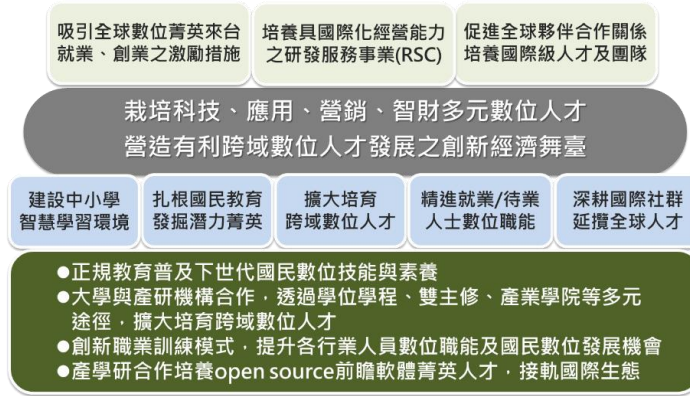 吸引全球數位菁英來台
就業、創業之激勵措施
培養具國際化經營能力
之研發服務事業(RSC)
促進全球夥伴合作關係
培養國際級人才及團隊
栽培科技、應用、營銷、智財多元數位人才
營造有利跨域數位人才發展之創新經濟舞臺
建設中小學
智慧學習環境
扎根國民教育
發掘潛力菁英
擴大培育
跨域數位人才
精進就業/待業
人士數位職能
深耕國際社群
延攬全球人才
●正規教育普及下世代國民數位技能與素養
●大學與產研機構合作，透過學位學程、雙主修、產業學院等多元
途徑，擴大培育跨域數位人才
●創新職業訓練模式，提升各行業人員數位職能及國民數位發展機會
●產學研合作培養open source前瞻軟體菁英人才，接軌國際生態